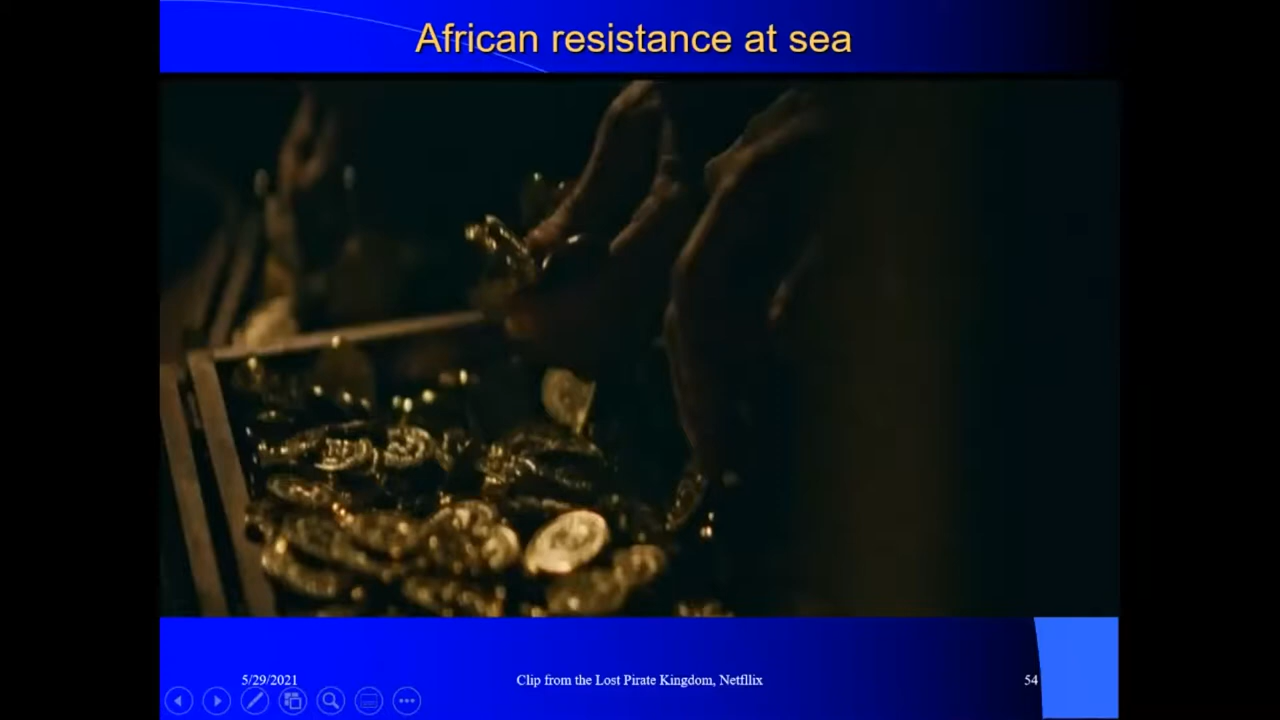 African resistance at sea
5/29/2021
Clip from the Lost Pirate Kingdom, Netfllix
54